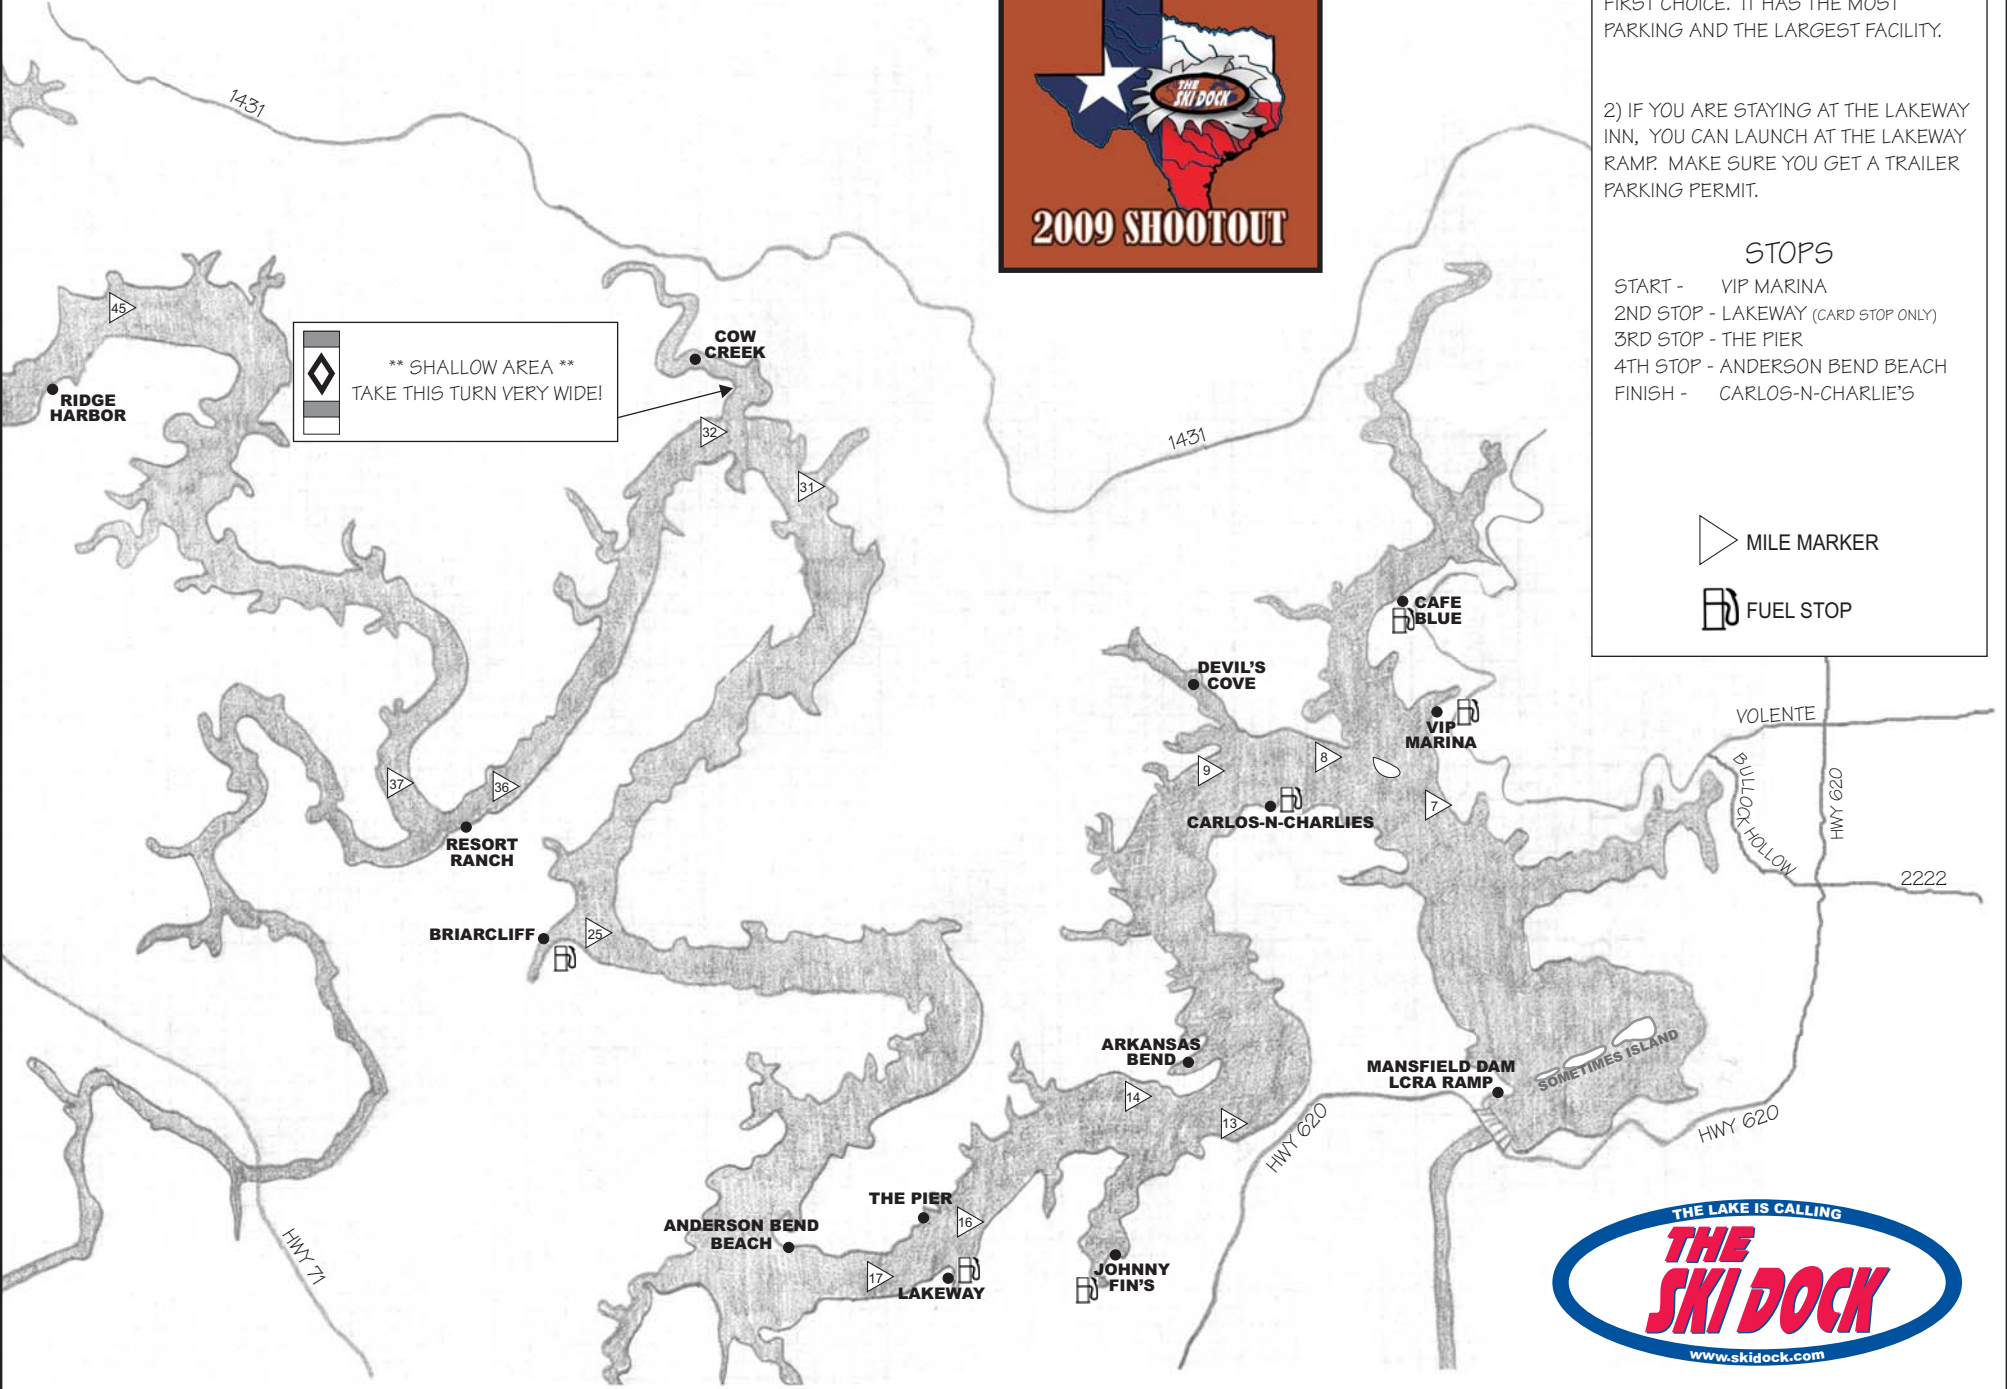 FIRST CHOICE. IT HAS THE MOST
PARKING AND THE LARGEST FACILITY.
2) IF YOU ARE STAYING AT THE LAKEWAY
INN, YOU CAN LAUNCH AT THE LAKEWAY
RAMP. MAKE SURE YOU GET A TRAILER
PARKING PERMIT.
STOPS
START - VIP MARINA
2ND STOP - LAKEWAY (CARD STOP ONLY)
3RD STOP - THE PIER
4TH STOP - ANDERSON BEND BEACH
FINISH - CARLOS-N-CHARLIE'S
MILE MARKER
FUEL STOP
THE
SKI DOCK
2009 SHOOTOUT
1431
45
** SHALLOW AREA **
TAKE THIS TURN VERY WIDE!
COW
CREEK
RIDGE
HARBOR
32
31
1431
CAFE
BLUE
DEVIL'S
COVE
VIP
MARINA
VOLENTE
BULLOCK HOLLOW
HWY 620
2222
37
36
9
8
7
CARLOS-N-CHARLIES
RESORT
RANCH
BRIARCLIFF
25
ARKANSAS
BEND
MANSFIELD DAM
LCRA RAMP
SOMETIMES ISLAND
14
13
HWY 620
HWY 620
THE PIER
16
ANDERSON BEND
BEACH
17
LAKEWAY
JOHNNY
FIN'S
HWY 71
THE LAKE IS CALLING
THE
SKI DOCK
www.skidock.com